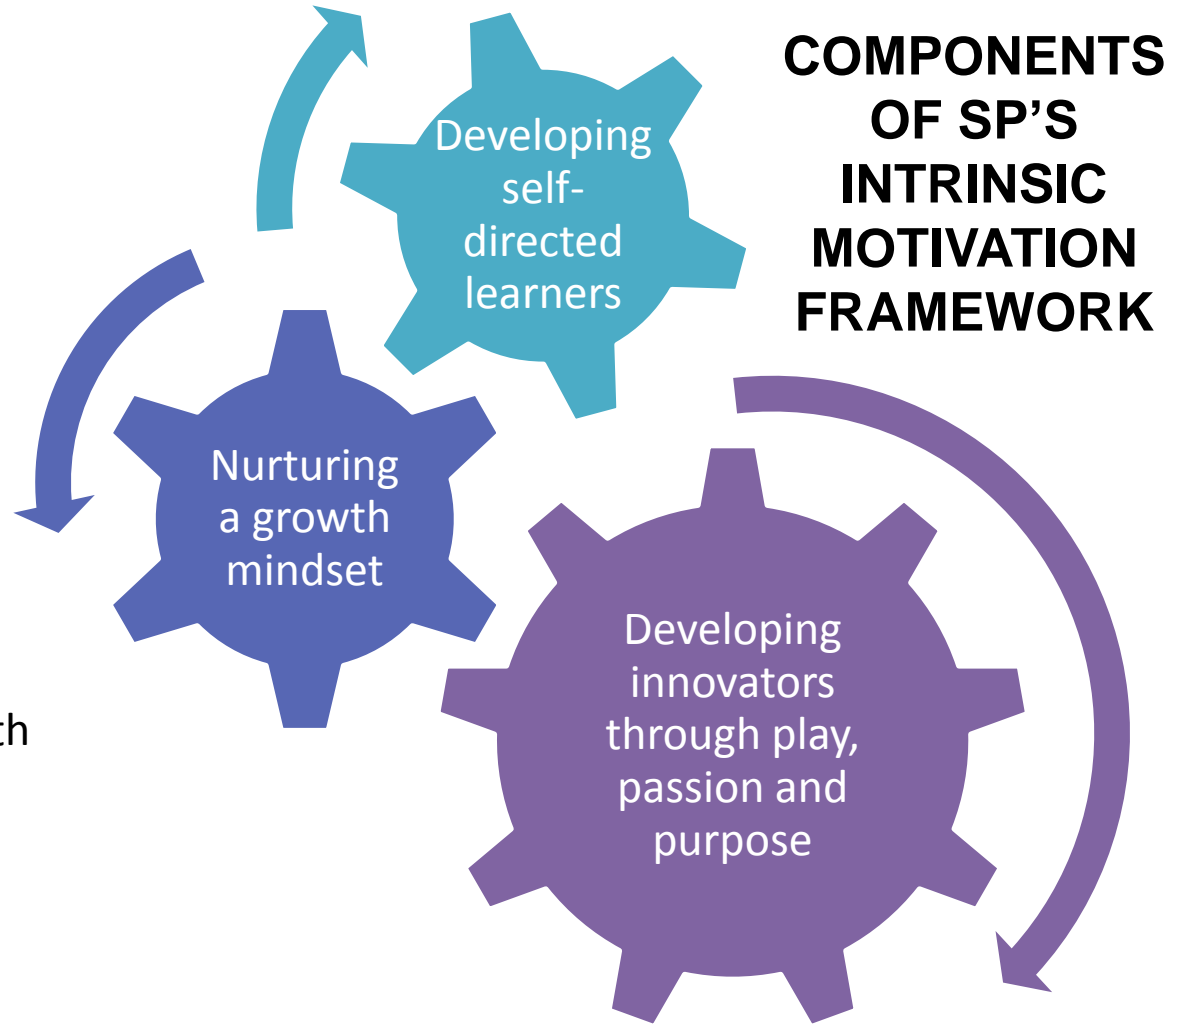 COMPONENTS
OF SP’S
INTRINSIC
MOTIVATION
FRAMEWORK
Developing
self-
directed
learners
Nurturing
a growth
mindset
Developing
innovators
through play,
passion and
purpose
th